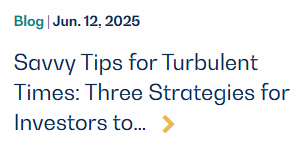 Blog | Jun. 12, 2025
Savvy Tips for Turbulent
Times: Three Strategies for
Investors to...